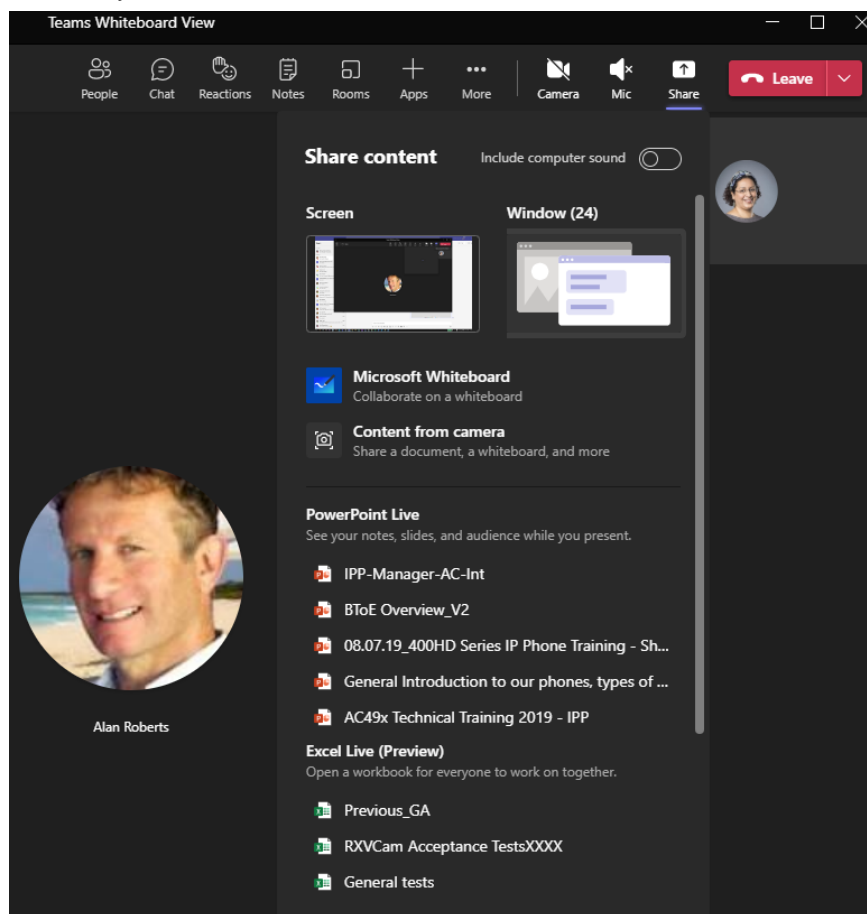 Teams Whiteboard View
People Chat Reactions Notes Rooms Apps More Camera Mic Share Leave
Share content Include computer sound
Screen Window (24)
Microsoft Whiteboard
Collaborate on a whiteboard
Content from camera
Share a document, a whiteboard, and more
PowerPoint Live
See your notes, slides, and audience while you present.
IPP-Manager-AC-Int
BToE Overview_V2
08.07.19_400HD Series IP Phone Training - Sh...
General Introduction to our phones, types of ...
AC49x Technical Training 2019 - IPP
Alan Roberts
Excel Live (Preview)
Open a workbook for everyone to work on together.
Previous_GA
RXVCam Acceptance TestsXXXX
General tests